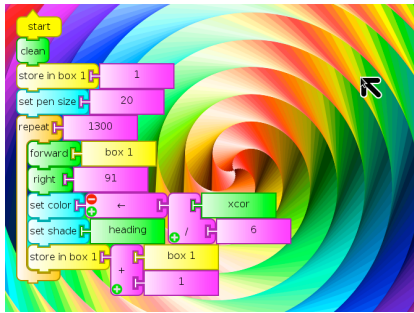 start
clean
store in box 1 1
set pen size 20
repeat 1300
forward box 1
right 91
set color ← xcor
set shade heading / 6
store in box 1 + box 1
1